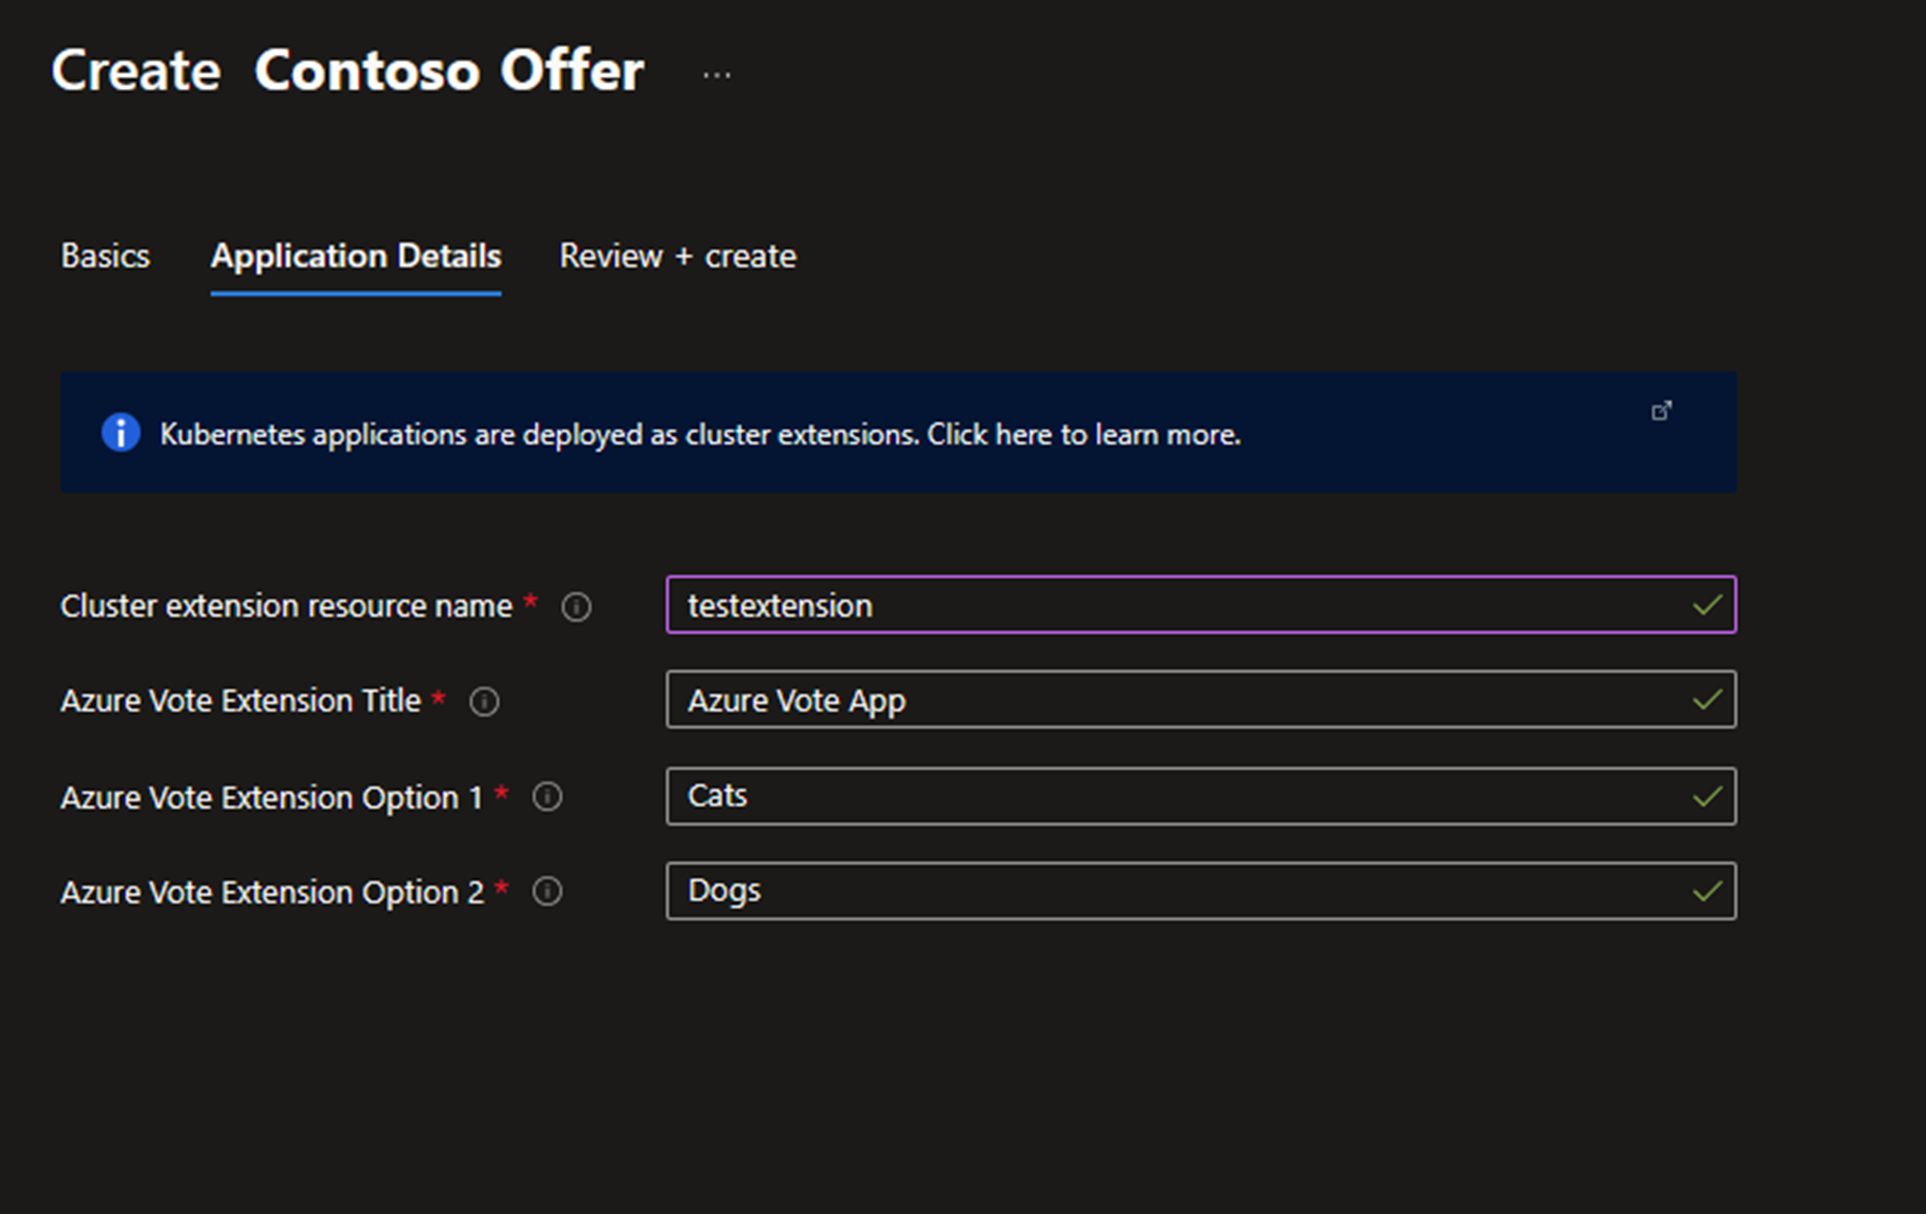 Create Contoso Offer ...
Basics Application Details Review + create
Kubernetes applications are deployed as cluster extensions. Click here to learn more.
Cluster extension resource name * testextension
Azure Vote Extension Title * Azure Vote App
Azure Vote Extension Option 1 * Cats
Azure Vote Extension Option 2 * Dogs